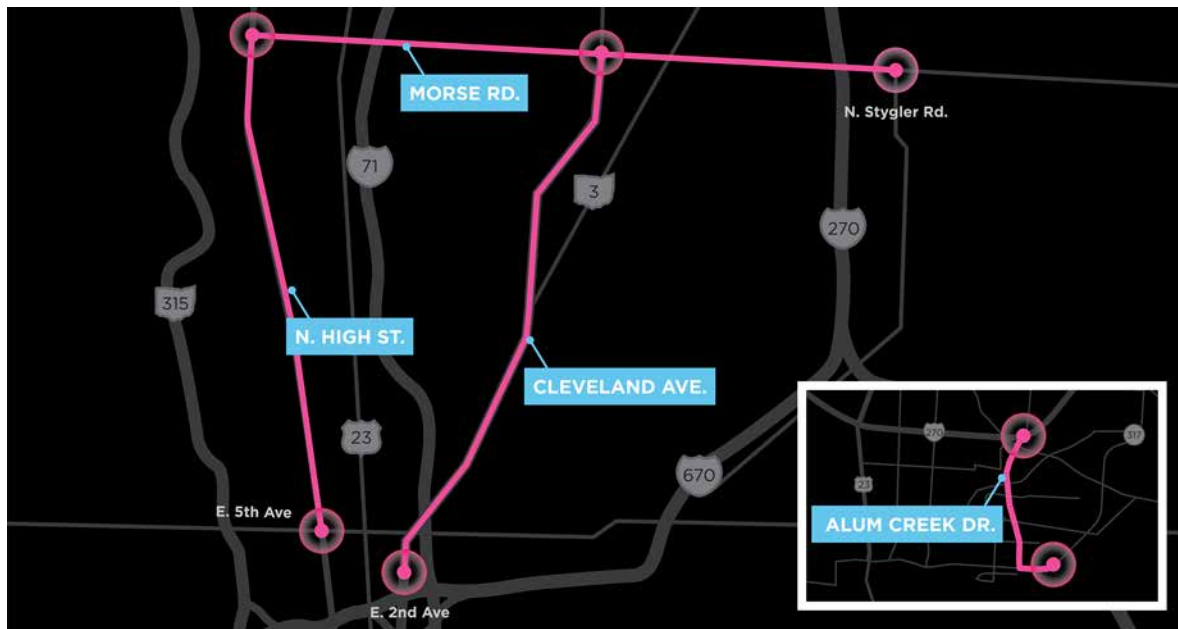 MORSE RD.
N. Stygler Rd.
71
3
270
315
N. HIGH ST.
CLEVELAND AVE.
23
670
E. 5th Ave
E. 2nd Ave
270
317
23
ALUM CREEK DR.